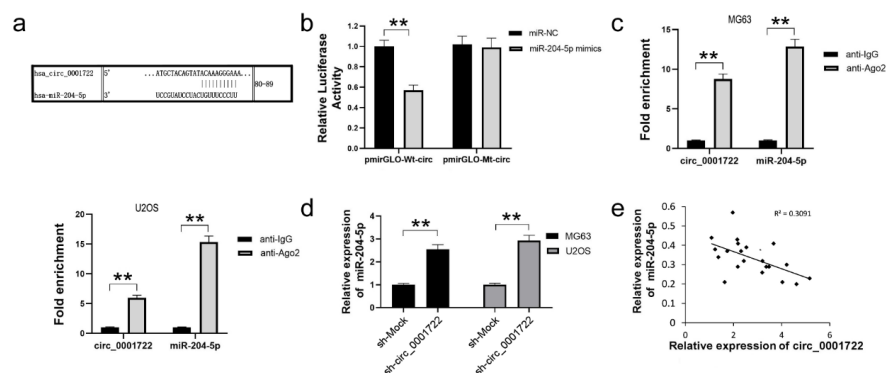 a
hsa_circ_0001722 5' ...ATGCTACAGTATACAAAGGGAAA... 80-89
||||||||||
hsa-miR-204-5p 3' UCCGUAUCCUACUGUUUCCCUU
b
Relative Luciferase
Activity
1.2
1.0
0.8
0.6
0.4
0.2
0.0
**
miR-NC
miR-204-5p mimics
pmirGLO-Wt-circ
pmirGLO-Mt-circ
c
MG63
Fold enrichment
15
10
5
0
**
**
anti-IgG
anti-Ago2
circ_0001722
miR-204-5p
U2OS
Fold enrichment
20
15
10
5
0
**
**
anti-IgG
anti-Ago2
circ_0001722
miR-204-5p
d
Relative expression
of miR-204-5p
4
3
2
1
0
**
**
MG63
U2OS
sh-Mock
sh-circ_0001722
sh-Mock
sh-circ_0001722
e
Relative expression
of miR-204-5p
0.6
0.5
0.4
0.3
0.2
0.1
0
R² = 0.3091
0
2
4
6
Relative expression of circ_0001722